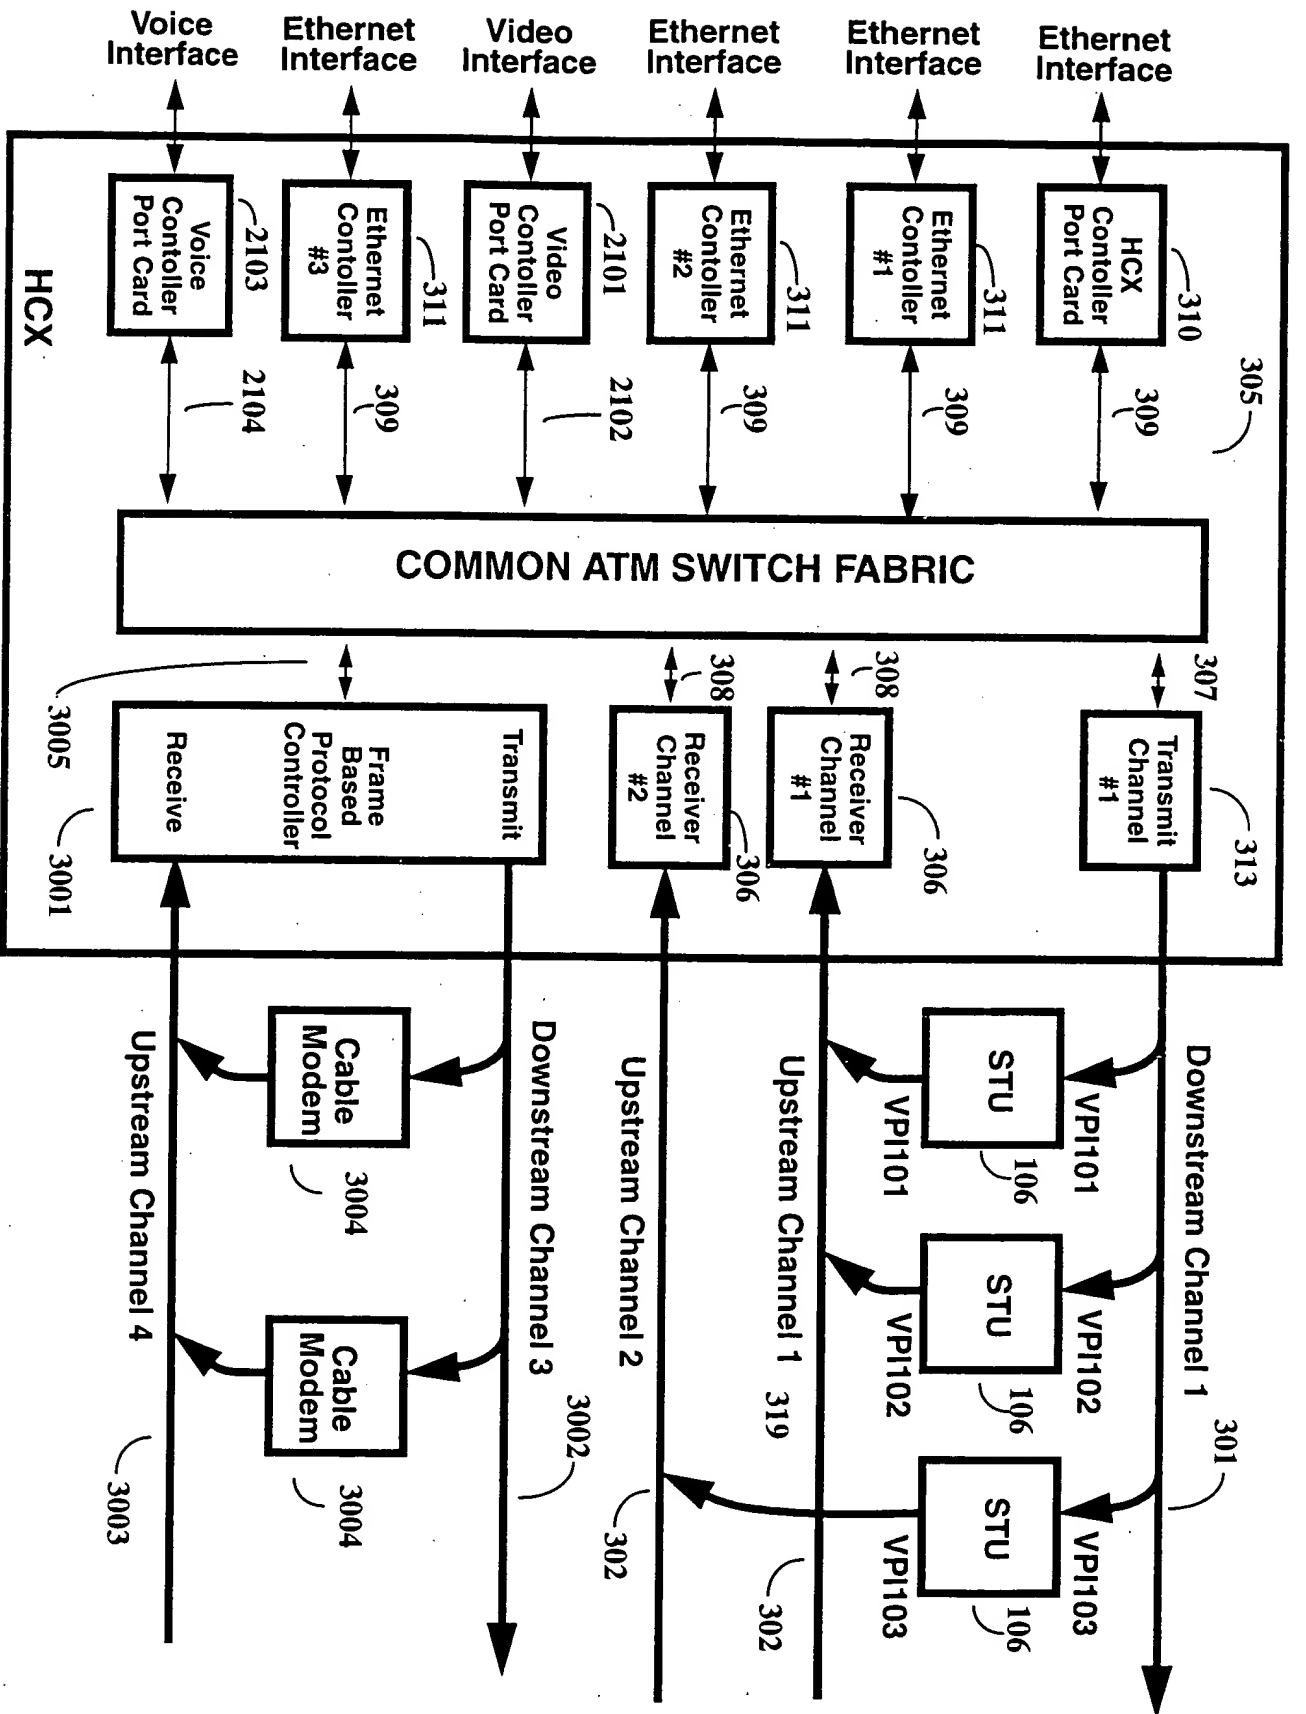 Voice
Interface
Ethernet
Interface
Video
Interface
Ethernet
Interface
Ethernet
Interface
Ethernet
Interface
HCX
Voice
Contoller
Port Card
2103
Ethernet
Contoller
#3
311
Video
Contoller
Port Card
2101
Ethernet
Contoller
#2
311
Ethernet
Contoller
#1
311
HCX
Contoller
Port Card
310
2104
309
2102
309
309
309
305
COMMON ATM SWITCH FABRIC
3005
308
308
307
Transmit
Frame
Based
Protocol
Controller
Receive
3001
Receiver
Channel
#2
306
Receiver
Channel
#1
306
Transmit
Channel
#1
313
Downstream Channel 1
301
VPI101
STU
106
VPI101
VPI102
STU
106
VPI102
VPI103
STU
106
VPI103
Upstream Channel 1
319
302
Upstream Channel 2
302
Downstream Channel 3
3002
Cable
Modem
3004
Cable
Modem
3004
Upstream Channel 4
3003